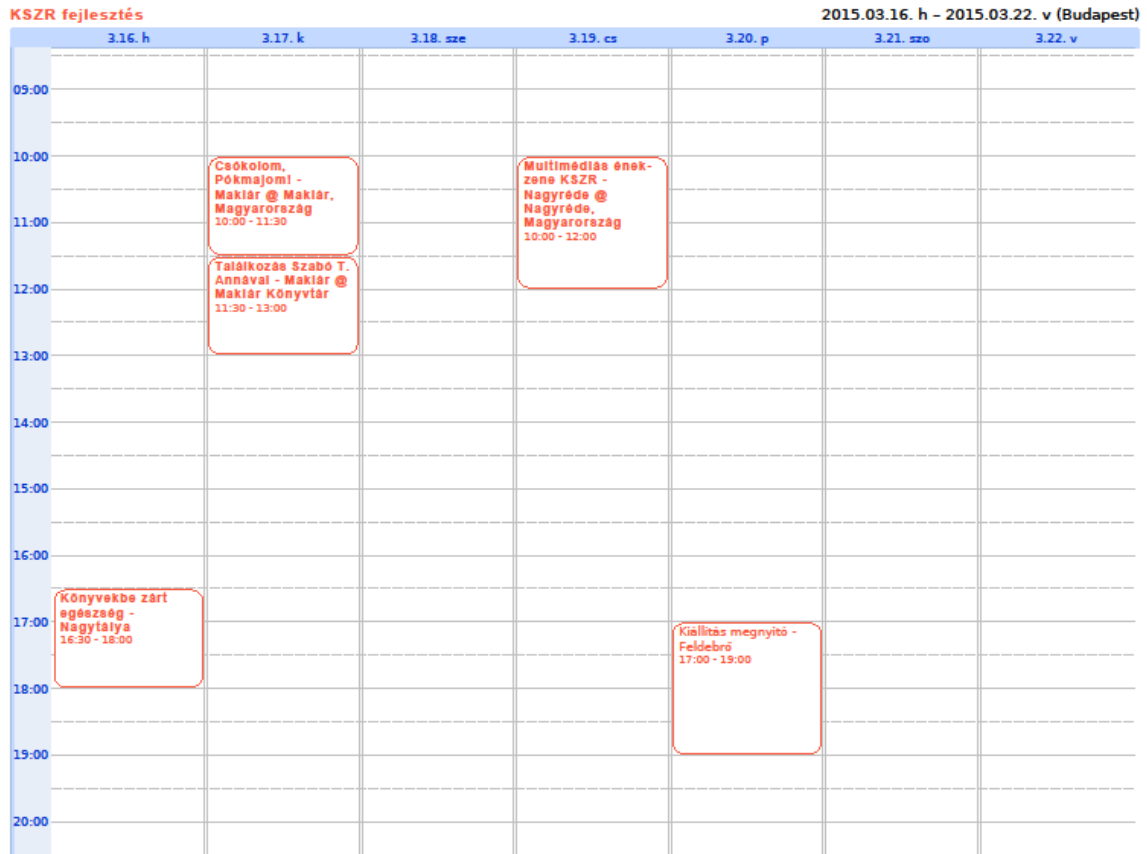 KSZR fejlesztés
2015.03.16. h – 2015.03.22. v (Budapest)
3.16. h
3.17. k
3.18. sze
3.19. cs
3.20. p
3.21. szo
3.22. v
09:00
10:00
11:00
12:00
13:00
14:00
15:00
16:00
17:00
18:00
19:00
20:00
Könyvekbe zárt
egészség -
Nagytálya
16:30 - 18:00
Csókolom,
Pókmajom! -
Maklár @ Maklár,
Magyarország
10:00 - 11:30
Találkozás Szabó T.
Annával - Maklár @
Maklár Könyvtár
11:30 - 13:00
Multimédiás ének-
zene KSZR -
Nagyréde @
Nagyréde,
Magyarország
10:00 - 12:00
Kiállítás megnyitó -
Feldebrő
17:00 - 19:00